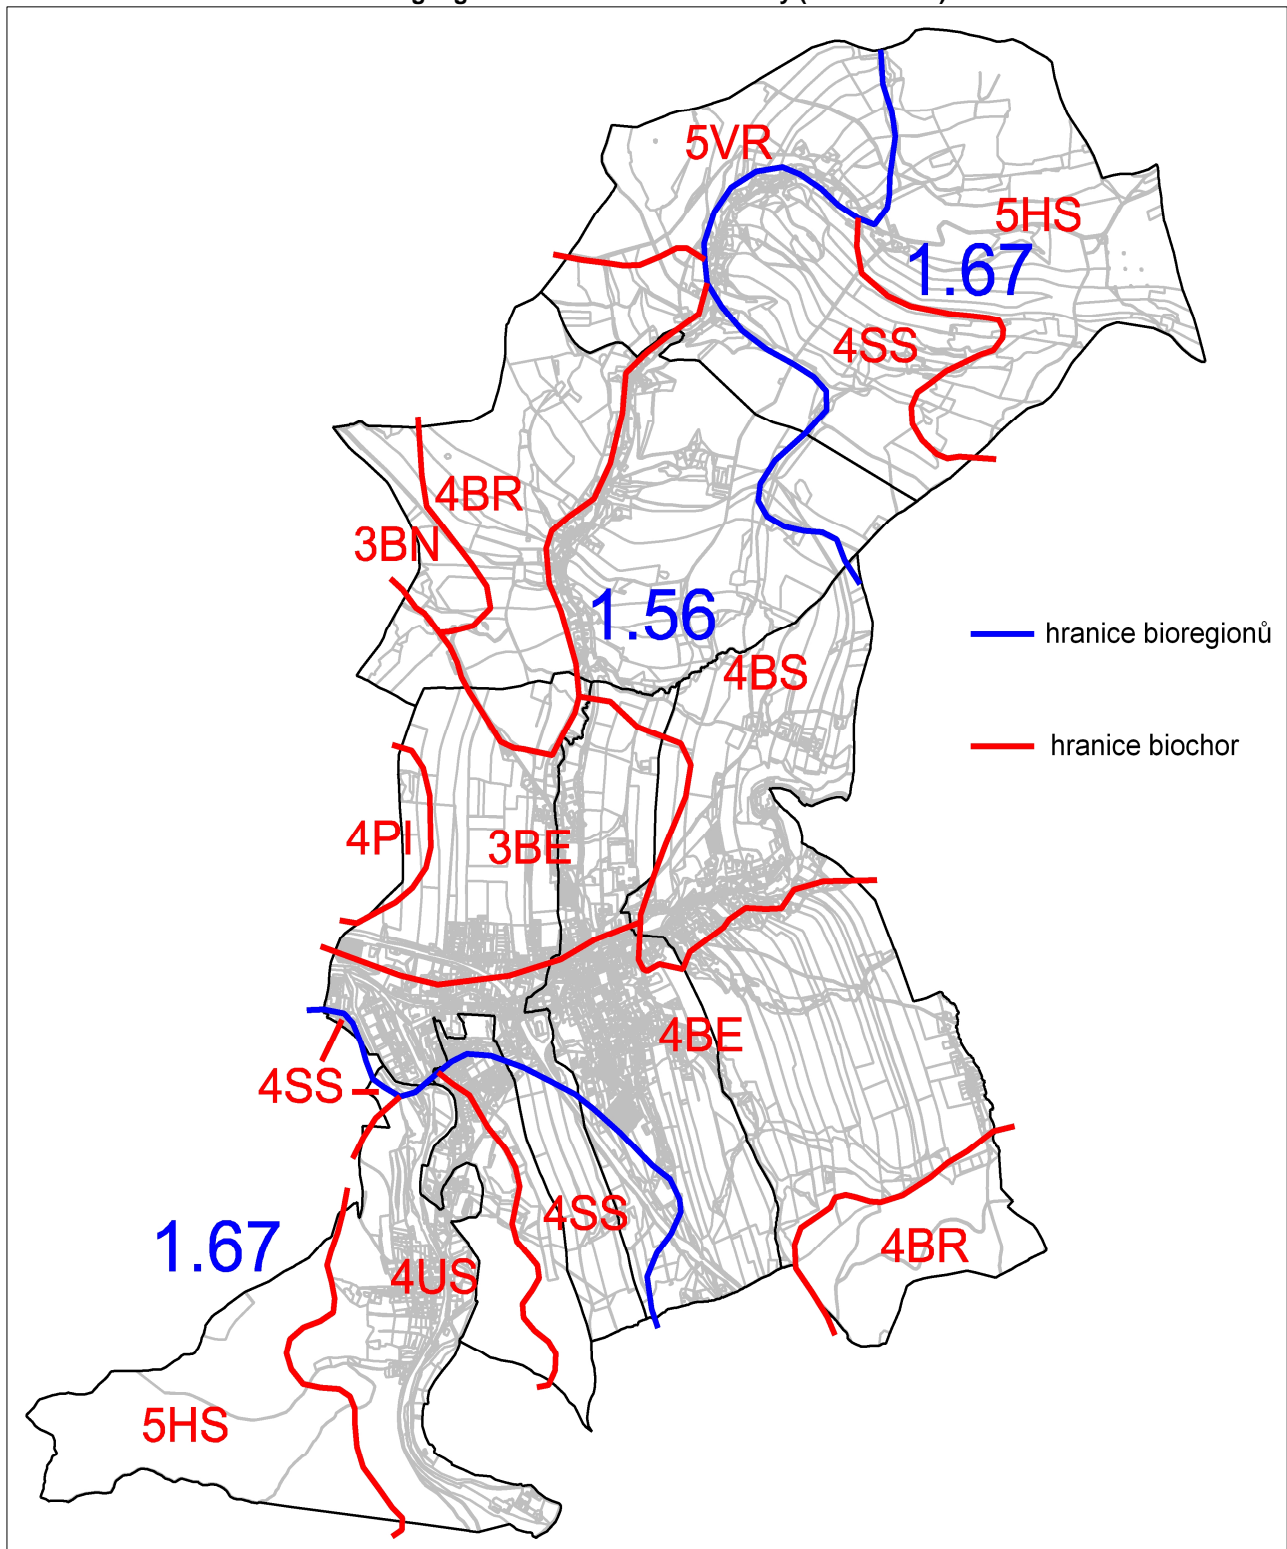 5VR
5HS
1.67
4SS
4BR
3BN
1.56
hranice bioregionů
4BS
hranice biochor
4PI
3BE
4BE
4SS
4SS
1.67
4BR
4US
5HS